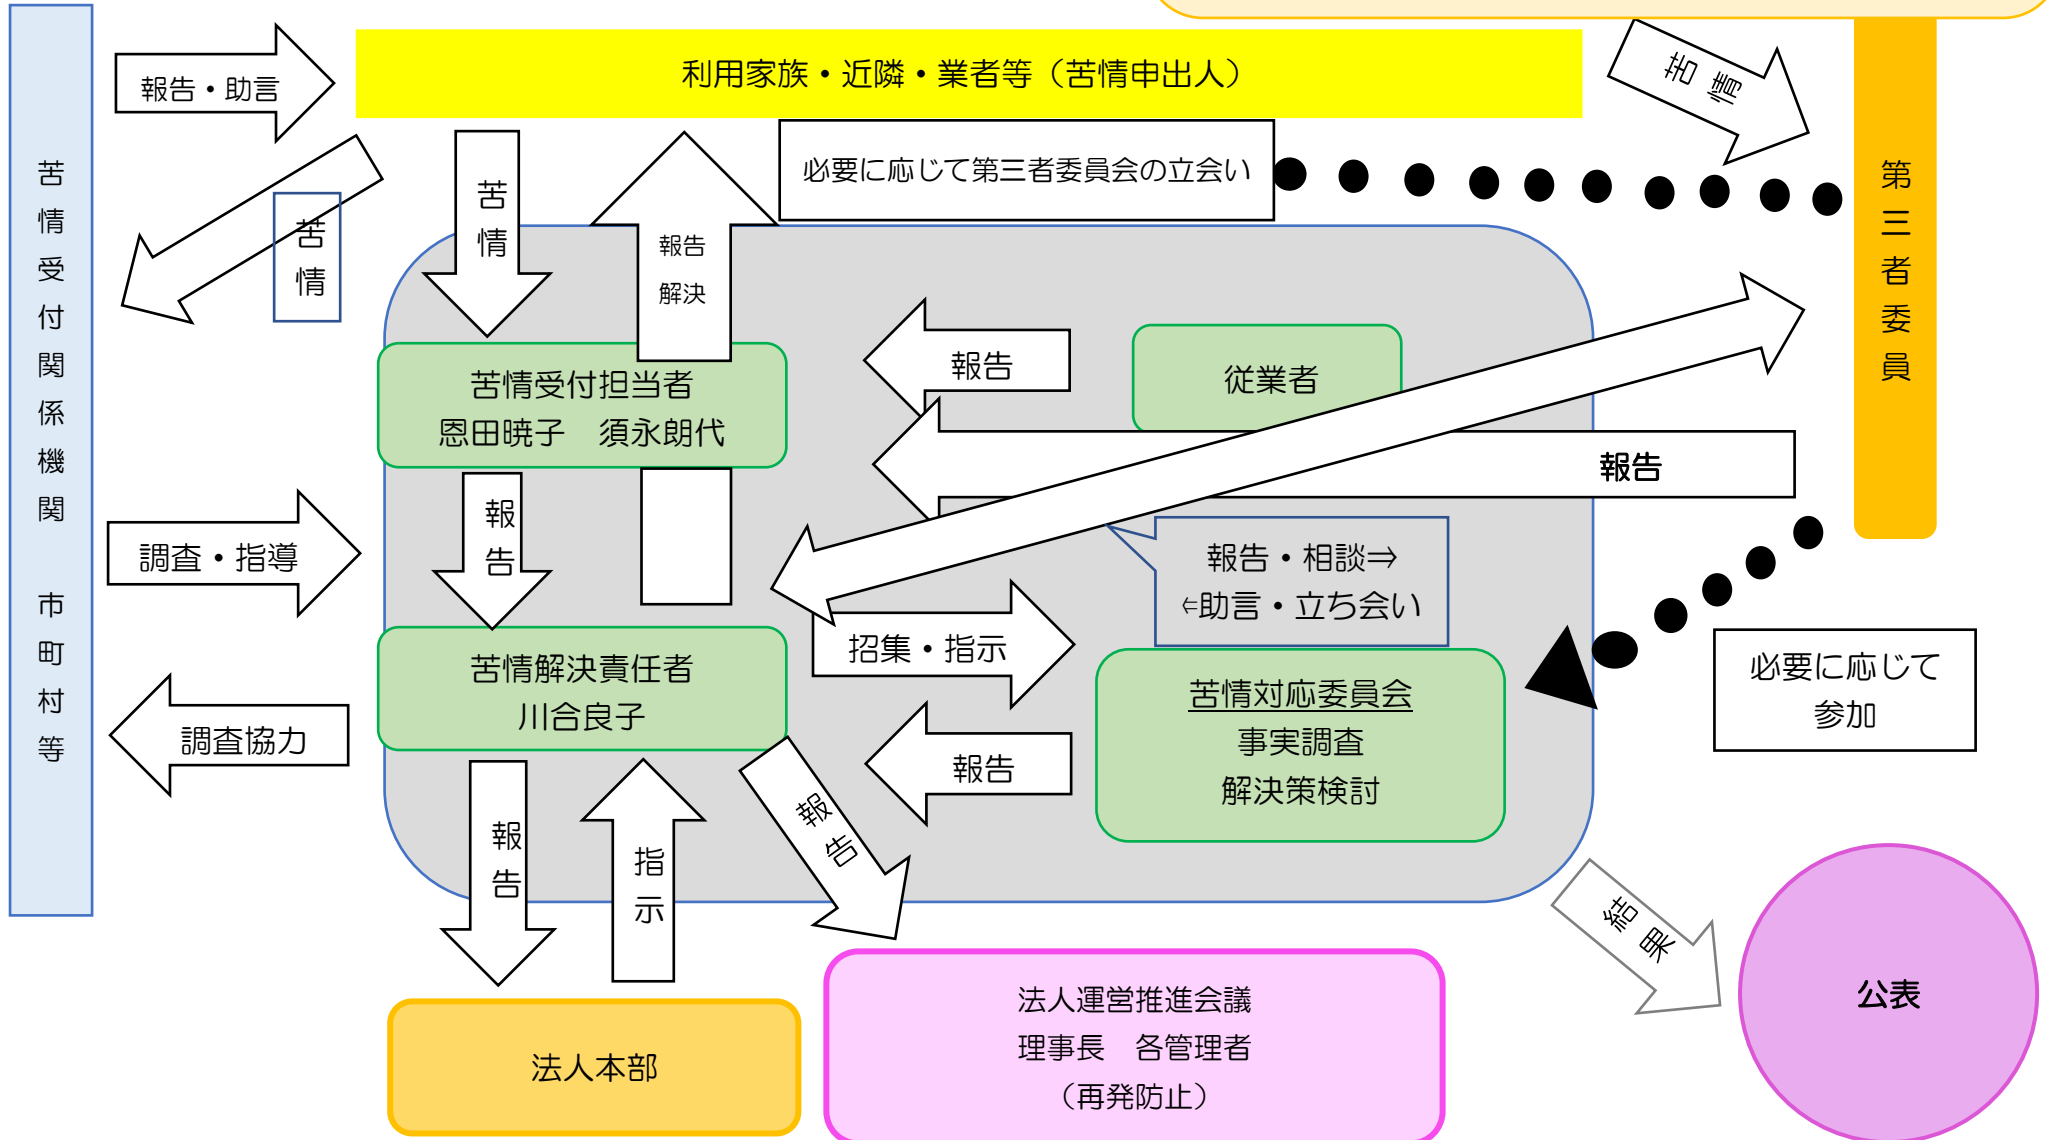 報告・助言
利用家族・近隣・業者等（苦情申出人）
苦情
必要に応じて第三者委員会の立会い
苦情受付関係機関　市町村等
苦情
苦情
報告
解決
第三者委員
報告
従業者
苦情受付担当者
恩田暁子　須永朗代
報告
報告
調査・指導
報告・相談⇒
⇐助言・立ち会い
招集・指示
苦情解決責任者
川合良子
苦情対応委員会
事実調査
解決策検討
必要に応じて
参加
調査協力
報告
報告
報告
指示
結果
法人本部
法人運営推進会議
理事長　各管理者
（再発防止）
公表